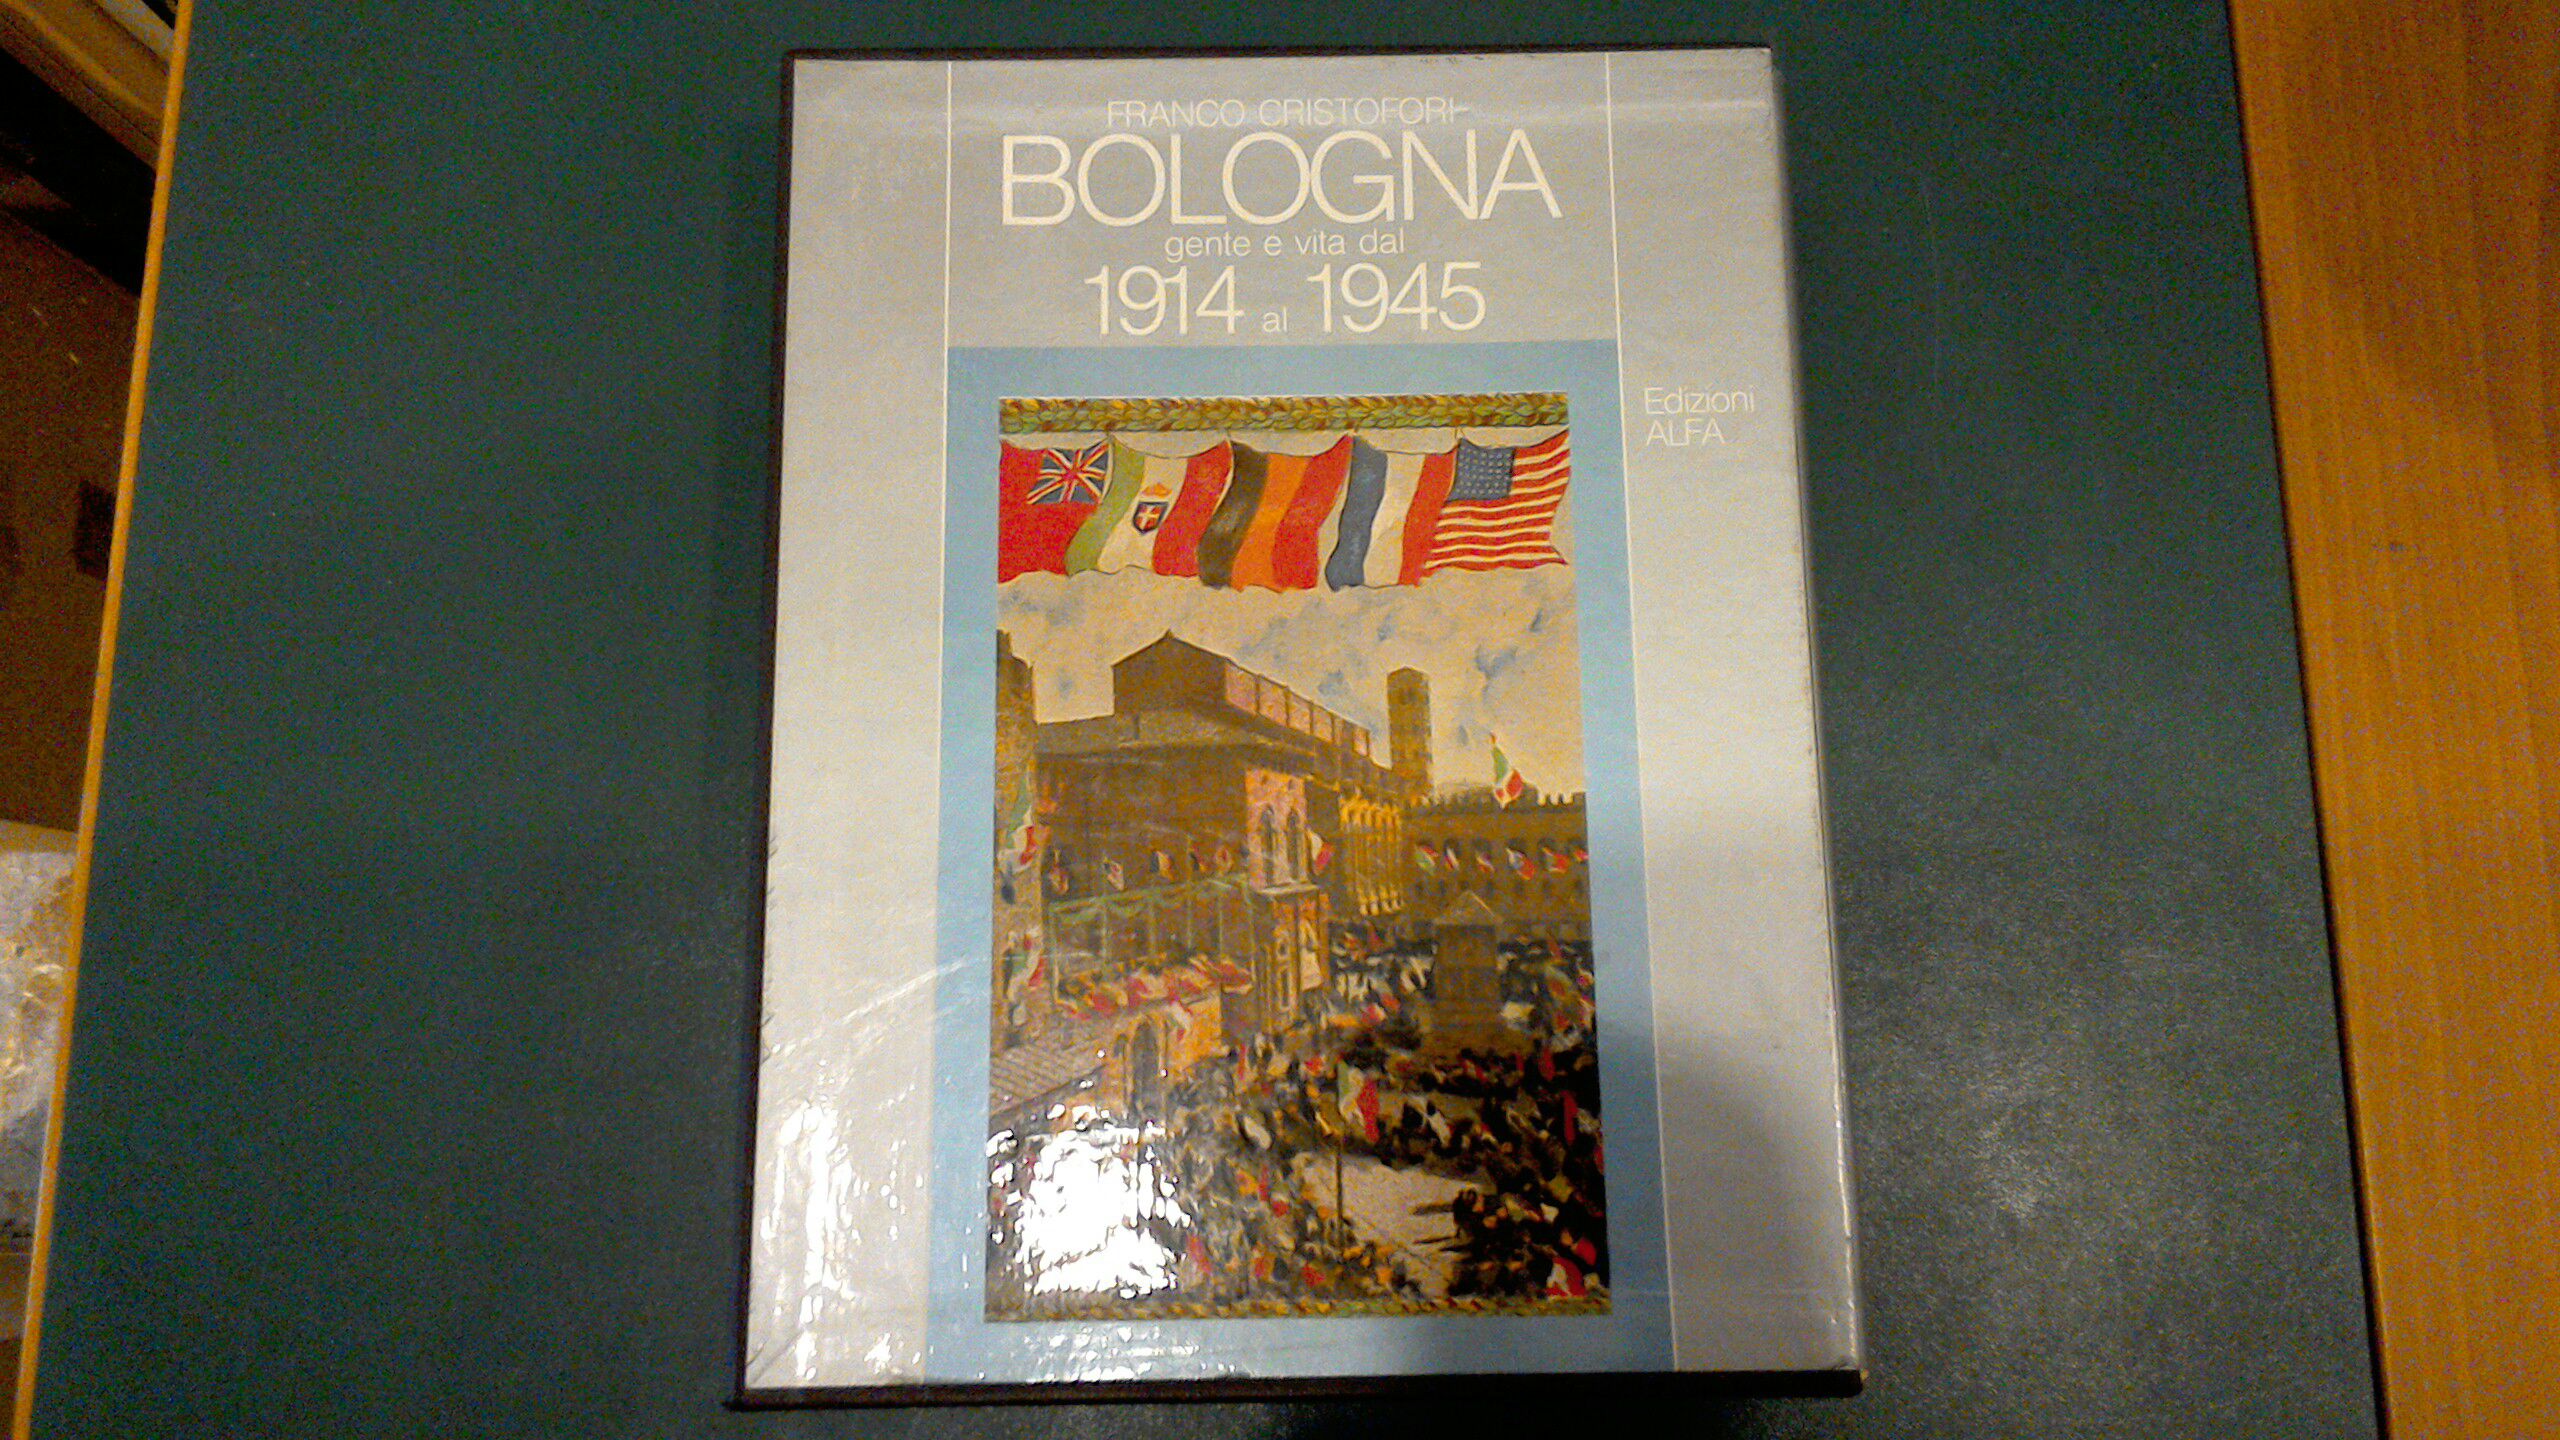 FRANCO CRISTOFORI
BOLOGNA
gente e vita dal
1914 al 1945
Edizioni
ALFA